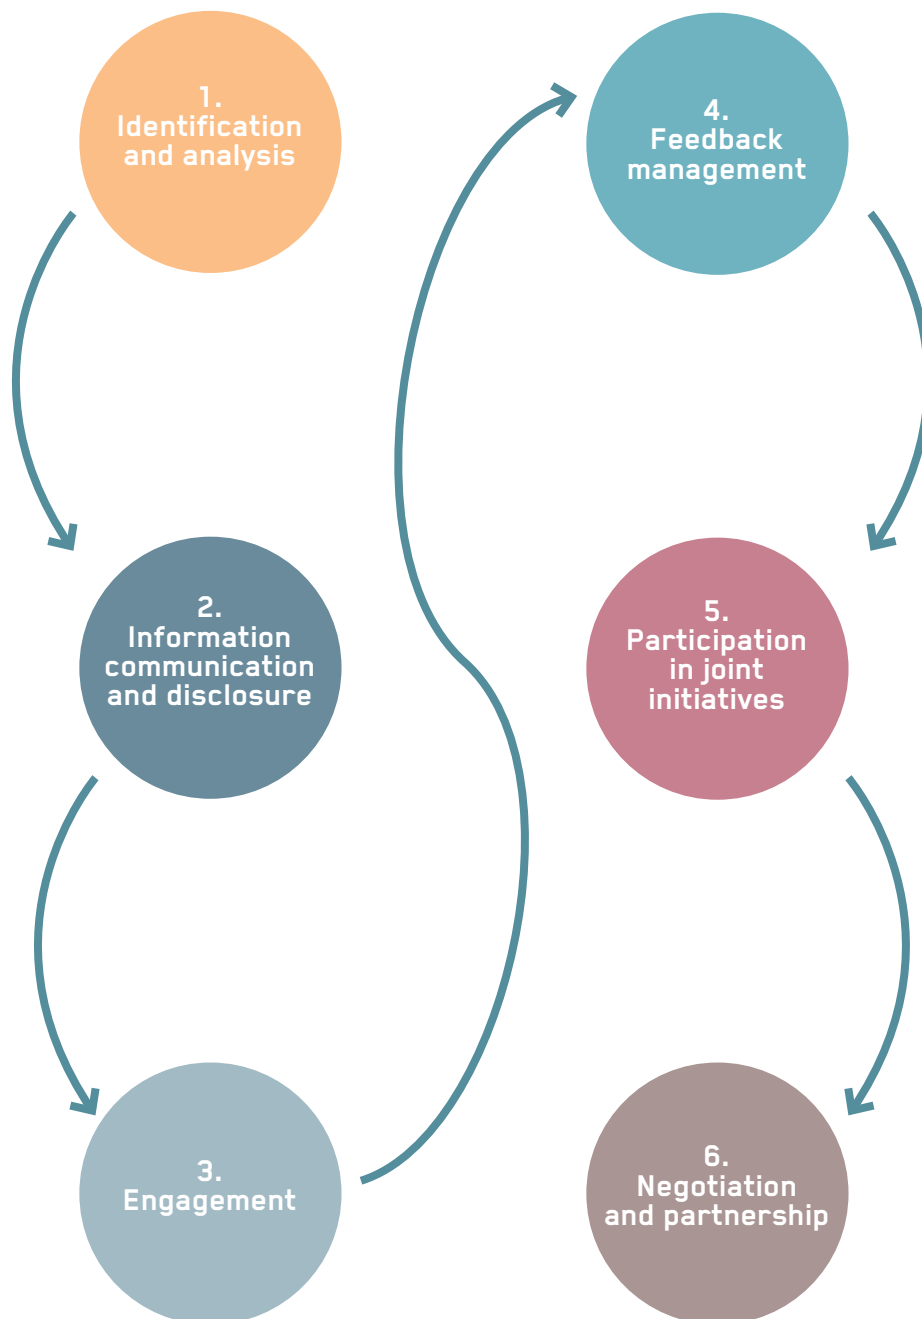 1.
Identification
and analysis
2.
Information
communication
and disclosure
3.
Engagement
4.
Feedback
management
5.
Participation
in joint
initiatives
6.
Negotiation
and partnership